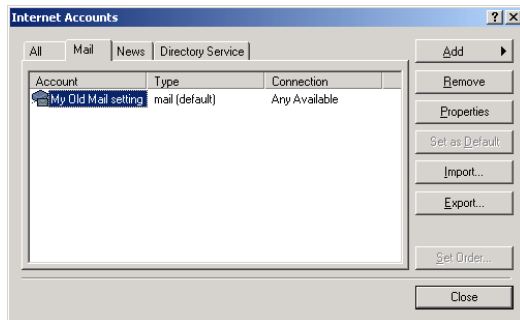 Internet Accounts
All Mail News Directory Service
Add
Remove
Properties
Set as Default
Import...
Export...
Set Order...
Close
Account Type Connection
My Old Mail setting mail (default) Any Available